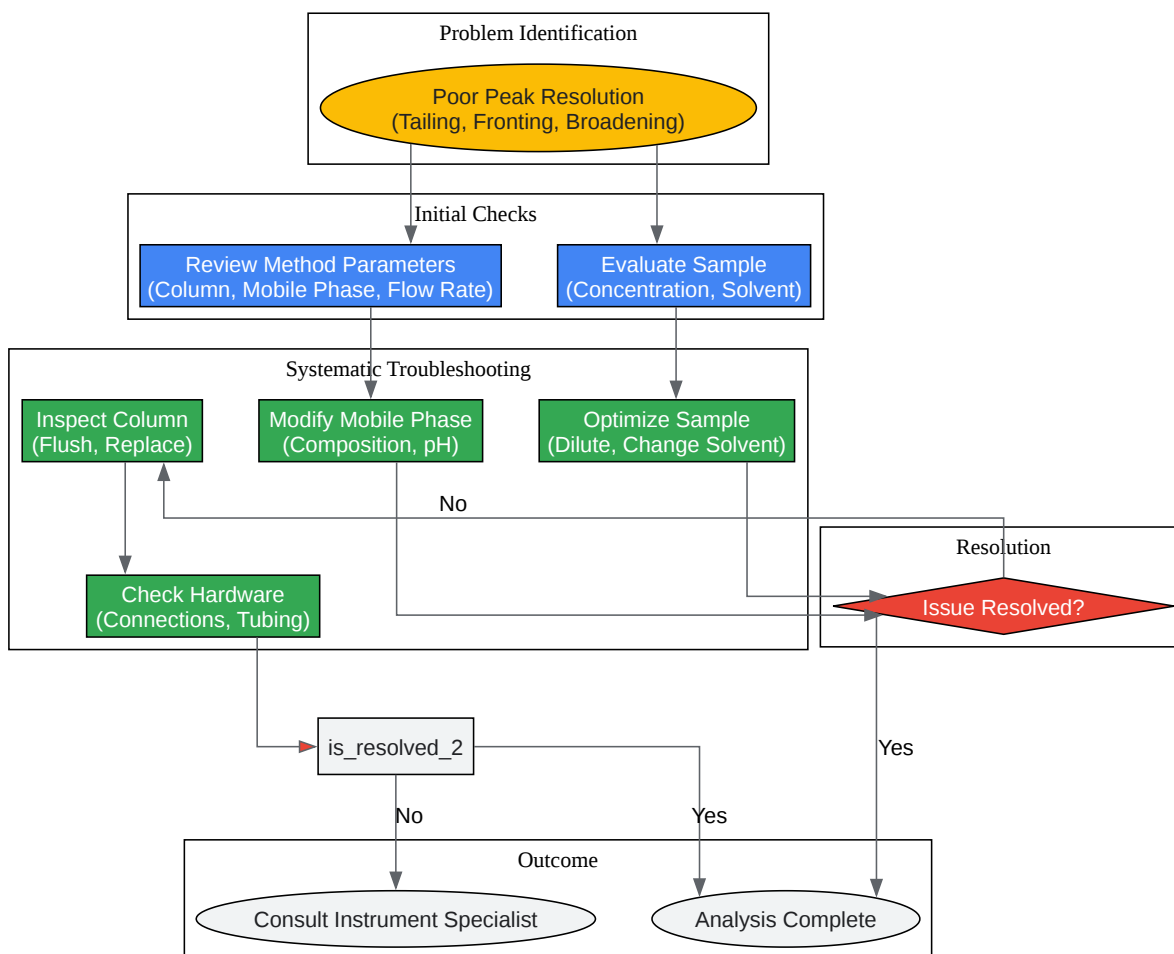 Problem Identification
Poor Peak Resolution
(Tailing, Fronting, Broadening)
Initial Checks
Review Method Parameters
(Column, Mobile Phase, Flow Rate)
Evaluate Sample
(Concentration, Solvent)
Systematic Troubleshooting
Inspect Column
(Flush, Replace)
Modify Mobile Phase
(Composition, pH)
Optimize Sample
(Dilute, Change Solvent)
No
Resolution
Issue Resolved?
Check Hardware
(Connections, Tubing)
is_resolved_2
Yes
No
Yes
Outcome
Consult Instrument Specialist
Analysis Complete